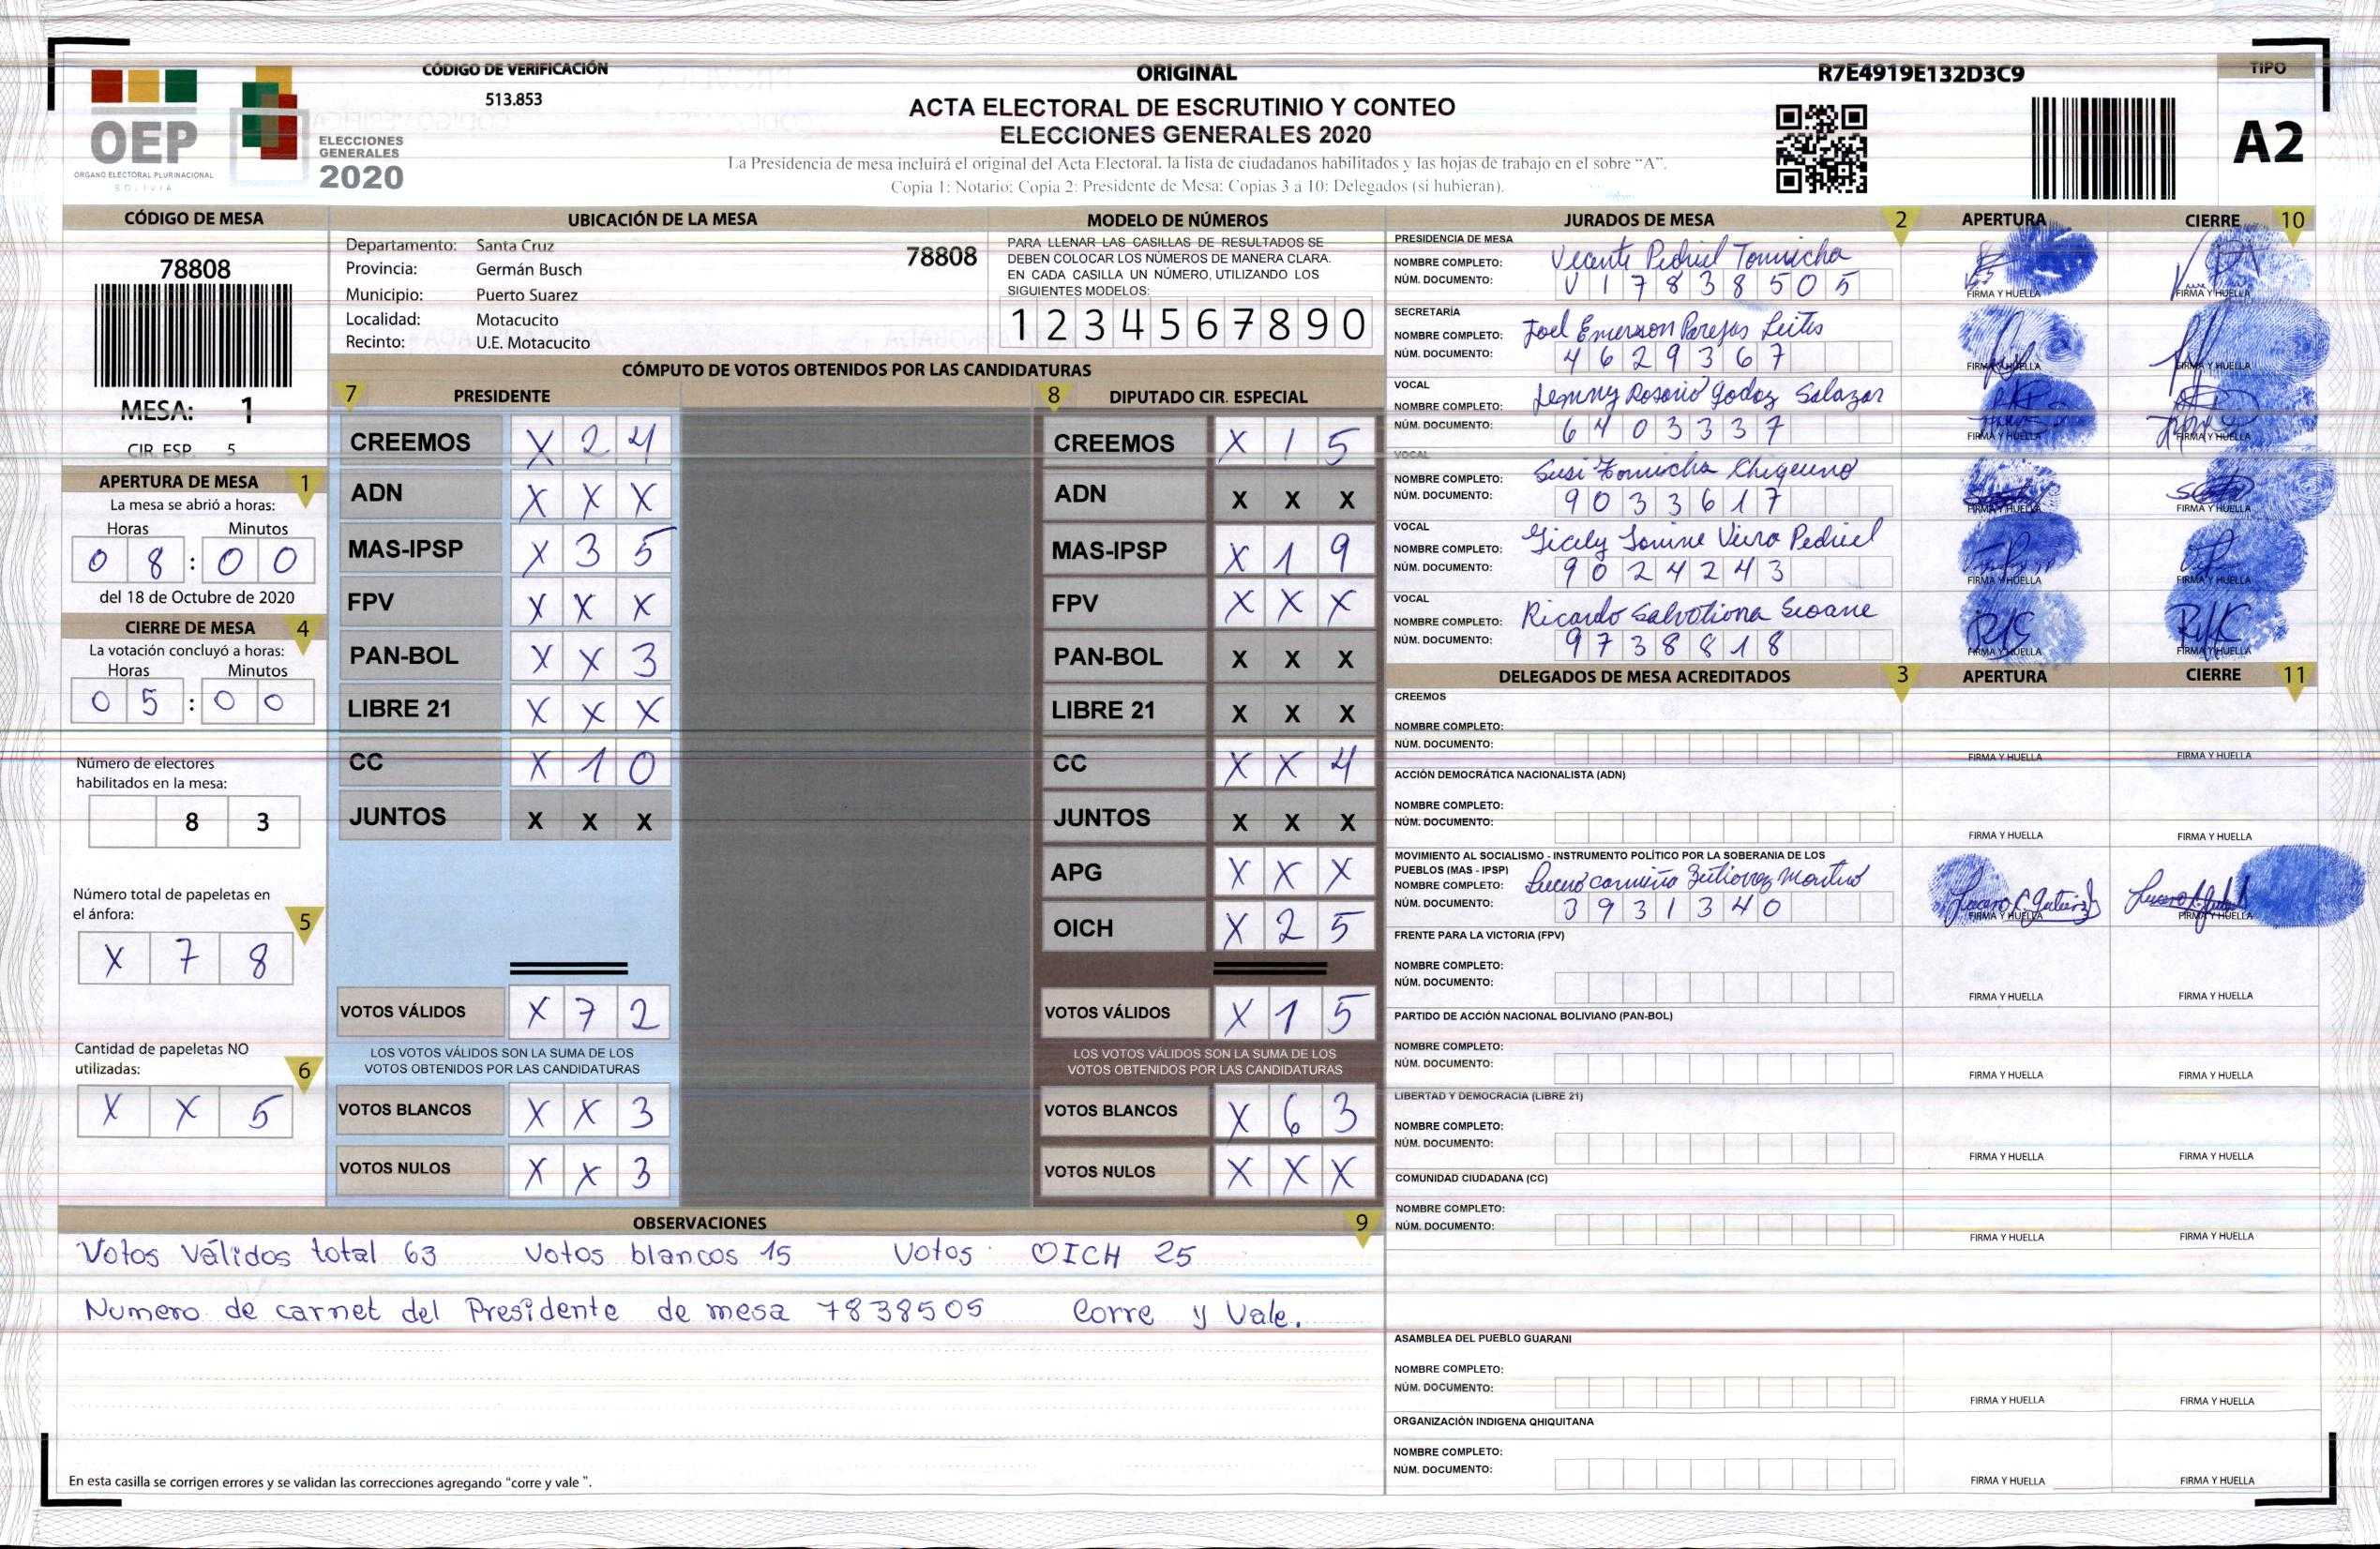 CÓDIGO DE VERIFICACIÓN
513.853
OEP
ORGANO ELECTORAL PLURINACIONAL
BOLIVIA
ELECCIONES
GENERALES
2020
ORIGINAL
ACTA ELECTORAL DE ESCRUTINIO Y CONTEO
ELECCIONES GENERALES 2020
La Presidencia de mesa incluirá el original del Acta Electoral, la lista de ciudadanos habilitados y las hojas de trabajo en el sobre “A”.
Copia 1: Notario; Copia 2: Presidente de Mesa; Copias 3 a 10: Delegados (si hubieran).
R7E4919E132D3C9
TIPO
A2
CÓDIGO DE MESA
78808
MESA: 1
CIR. ESP. 5
APERTURA DE MESA 1
La mesa se abrió a horas:
Horas Minutos
0 8 : 0 0
del 18 de Octubre de 2020
CIERRE DE MESA 4
La votación concluyó a horas:
Horas Minutos
0 5 : 0 0
Número de electores
habilitados en la mesa:
8 3
Número total de papeletas en
el ánfora:
5
X 7 8
Cantidad de papeletas NO
utilizadas:
6
X X 5
UBICACIÓN DE LA MESA
Departamento: Santa Cruz
78808
Provincia: Germán Busch
Municipio: Puerto Suarez
Localidad: Motacucito
Recinto: U.E. Motacucito
MODELO DE NÚMEROS
PARA LLENAR LAS CASILLAS DE RESULTADOS SE
DEBEN COLOCAR LOS NÚMEROS DE MANERA CLARA.
EN CADA CASILLA UN NÚMERO, UTILIZANDO LOS
SIGUIENTES MODELOS:
1 2 3 4 5 6 7 8 9 0
CÓMPUTO DE VOTOS OBTENIDOS POR LAS CANDIDATURAS
7 PRESIDENTE
CREEMOS X 2 4
ADN X X X
MAS-IPSP X 3 5
FPV X X X
PAN-BOL X X 3
LIBRE 21 X X X
CC X 1 0
JUNTOS X X X
VOTOS VÁLIDOS X 7 2
LOS VOTOS VÁLIDOS SON LA SUMA DE LOS
VOTOS OBTENIDOS POR LAS CANDIDATURAS
VOTOS BLANCOS X X 3
VOTOS NULOS X X 3
8 DIPUTADO CIR. ESPECIAL
CREEMOS X 1 5
ADN X X X
MAS-IPSP X 1 9
FPV X X X
PAN-BOL X X X
LIBRE 21 X X X
CC X X 4
JUNTOS X X X
APG X X X
OICH X 2 5
VOTOS VÁLIDOS X 1 5
LOS VOTOS VÁLIDOS SON LA SUMA DE LOS
VOTOS OBTENIDOS POR LAS CANDIDATURAS
VOTOS BLANCOS X 6 3
VOTOS NULOS X X X
OBSERVACIONES 9
Votos Válidos total 63 Votos blancos 15 Votos OICH 25
Numero de carnet del Presidente de mesa 7838505 Corre y Vale.
En esta casilla se corrigen errores y se validan las correcciones agregando “corre y vale ”.
JURADOS DE MESA 2 APERTURA CIERRE 10
PRESIDENCIA DE MESA
NOMBRE COMPLETO: Vicente Pedriel Tomicha
NÚM. DOCUMENTO: V 1 7 8 3 8 5 0 5
FIRMA Y HUELLA FIRMA Y HUELLA
SECRETARÍA
NOMBRE COMPLETO: Joel Emerson Parejas Leites
NÚM. DOCUMENTO: 4 6 2 9 3 6 7
FIRMA Y HUELLA FIRMA Y HUELLA
VOCAL
NOMBRE COMPLETO: Jenny Rosario Godoy Salazar
NÚM. DOCUMENTO: 6 4 0 3 3 3 7
FIRMA Y HUELLA FIRMA Y HUELLA
VOCAL
NOMBRE COMPLETO: Susi Tomicha Chiqueno
NÚM. DOCUMENTO: 9 0 3 3 6 1 7
FIRMA Y HUELLA FIRMA Y HUELLA
VOCAL
NOMBRE COMPLETO: Gicely Pedriel
NÚM. DOCUMENTO: 9 0 2 4 2 4 3
FIRMA Y HUELLA FIRMA Y HUELLA
VOCAL
NOMBRE COMPLETO: Ricardo Salvatierra Seoane
NÚM. DOCUMENTO: 9 7 3 8 8 1 8
FIRMA Y HUELLA FIRMA Y HUELLA
DELEGADOS DE MESA ACREDITADOS 3 APERTURA CIERRE 11
CREEMOS
NOMBRE COMPLETO:
NÚM. DOCUMENTO:
FIRMA Y HUELLA FIRMA Y HUELLA
ACCIÓN DEMOCRÁTICA NACIONALISTA (ADN)
NOMBRE COMPLETO:
NÚM. DOCUMENTO:
FIRMA Y HUELLA FIRMA Y HUELLA
MOVIMIENTO AL SOCIALISMO - INSTRUMENTO POLÍTICO POR LA SOBERANIA DE LOS
PUEBLOS (MAS - IPSP)
NOMBRE COMPLETO: Gutierrez
NÚM. DOCUMENTO: 3 9 3 1 3 4 0
FIRMA Y HUELLA FIRMA Y HUELLA
FRENTE PARA LA VICTORIA (FPV)
NOMBRE COMPLETO:
NÚM. DOCUMENTO:
FIRMA Y HUELLA FIRMA Y HUELLA
PARTIDO DE ACCIÓN NACIONAL BOLIVIANO (PAN-BOL)
NOMBRE COMPLETO:
NÚM. DOCUMENTO:
FIRMA Y HUELLA FIRMA Y HUELLA
LIBERTAD Y DEMOCRACIA (LIBRE 21)
NOMBRE COMPLETO:
NÚM. DOCUMENTO:
FIRMA Y HUELLA FIRMA Y HUELLA
COMUNIDAD CIUDADANA (CC)
NOMBRE COMPLETO:
NÚM. DOCUMENTO:
FIRMA Y HUELLA FIRMA Y HUELLA
ASAMBLEA DEL PUEBLO GUARANI
NOMBRE COMPLETO:
NÚM. DOCUMENTO:
FIRMA Y HUELLA FIRMA Y HUELLA
ORGANIZACIÓN INDIGENA QHIQUITANA
NOMBRE COMPLETO:
NÚM. DOCUMENTO:
FIRMA Y HUELLA FIRMA Y HUELLA